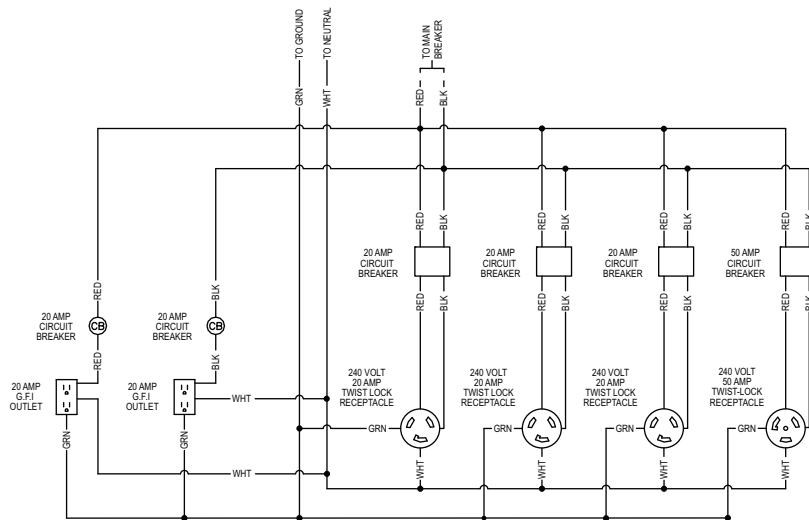 TO GROUND
TO NEUTRAL
TO MAIN
BREAKER
GRN
WHT
RED
BLK
RED
BLK
RED
BLK
RED
BLK
RED
BLK
20 AMP
CIRCUIT
BREAKER
20 AMP
CIRCUIT
BREAKER
20 AMP
CIRCUIT
BREAKER
50 AMP
CIRCUIT
BREAKER
RED
BLK
RED
BLK
RED
BLK
RED
BLK
RED
BLK
20 AMP
CIRCUIT
BREAKER
CB
20 AMP
CIRCUIT
BREAKER
CB
RED
BLK
20 AMP
G.F.I
OUTLET
20 AMP
G.F.I
OUTLET
240 VOLT
20 AMP
TWIST LOCK
RECEPTACLE
240 VOLT
20 AMP
TWIST LOCK
RECEPTACLE
240 VOLT
20 AMP
TWIST LOCK
RECEPTACLE
240 VOLT
50 AMP
TWIST-LOCK
RECEPTACLE
WHT
GRN
GRN
GRN
GRN
GRN
GRN
WHT
WHT
WHT
WHT
WHT